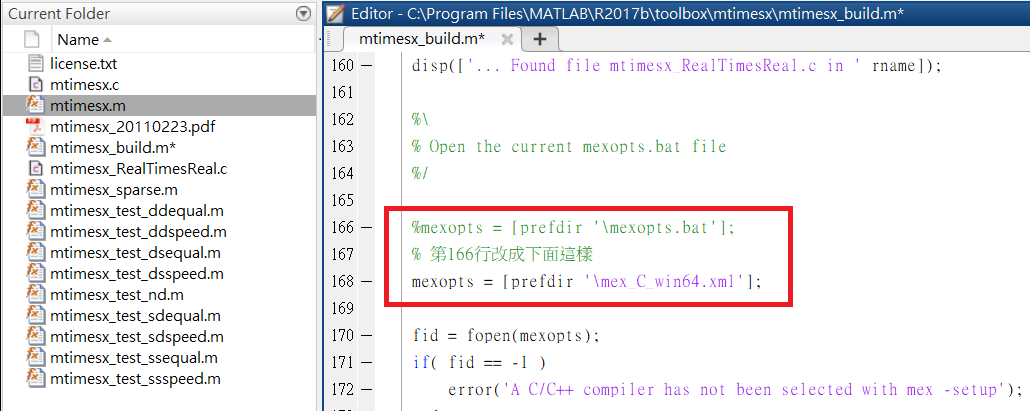 Current Folder
Name
license.txt
mtimesx.c
mtimesx.m
mtimesx_20110223.pdf
mtimesx_build.m*
mtimesx_RealTimesReal.c
mtimesx_sparse.m
mtimesx_test_ddequal.m
mtimesx_test_ddspeed.m
mtimesx_test_dsequal.m
mtimesx_test_dsspeed.m
mtimesx_test_nd.m
mtimesx_test_sdequal.m
mtimesx_test_sdspeed.m
mtimesx_test_ssequal.m
mtimesx_test_ssspeed.m
Editor - C:\Program Files\MATLAB\R2017b\toolbox\mtimesx\mtimesx_build.m*
mtimesx_build.m*
160 — disp(['... Found file mtimesx_RealTimesReal.c in ' rname]);
161
162 %\
163 % Open the current mexopts.bat file
164 %/
165
166 — %mexopts = [prefdir '\mexopts.bat'];
167 % 第166行改成下面這樣
168 — mexopts = [prefdir '\mex_C_win64.xml'];
169
170 — fid = fopen(mexopts);
171 — if( fid == -1 )
172 — error('A C/C++ compiler has not been selected with mex -setup');